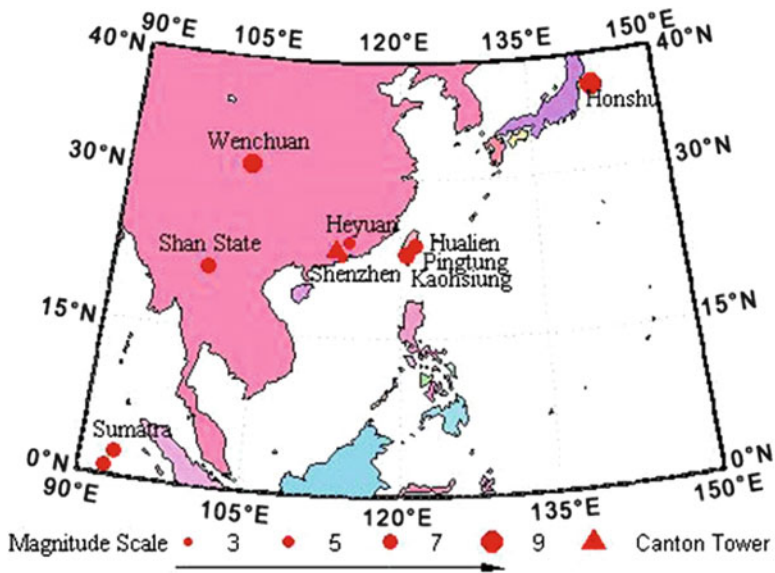 90°E 105°E 120°E 135°E 150°E
40°N 40°N
Honshu
Wenchuan
30°N 30°N
Heyuan
Shan State Hualien
Shenzhen Pingtung
Kaohsiung
15°N 15°N
Sumatra
0°N 0°N
90°E 150°E
105°E 120°E 135°E
Magnitude Scale 3 5 7 9 Canton Tower